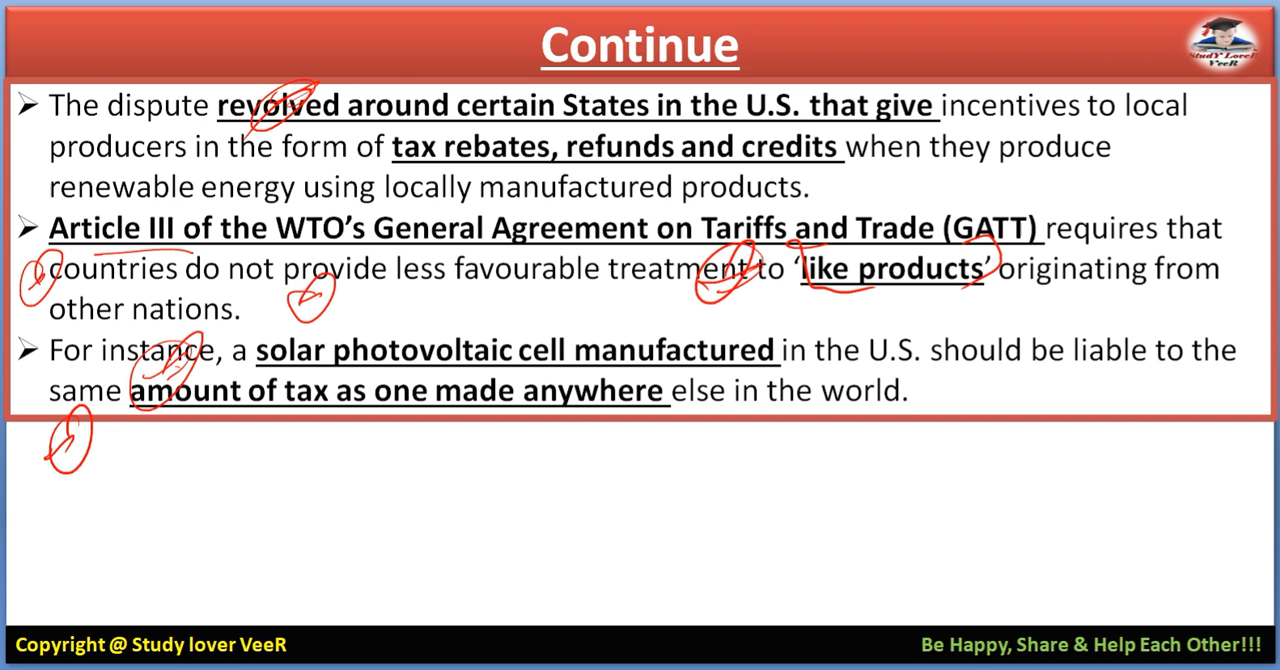 Continue
StudY LoveR
VeeR
➢ The dispute revolved around certain States in the U.S. that give incentives to local
producers in the form of tax rebates, refunds and credits when they produce
renewable energy using locally manufactured products.
➢ Article III of the WTO’s General Agreement on Tariffs and Trade (GATT) requires that
countries do not provide less favourable treatment to ‘like products’ originating from
other nations.
➢ For instance, a solar photovoltaic cell manufactured in the U.S. should be liable to the
same amount of tax as one made anywhere else in the world.
Copyright @ Study lover VeeR
Be Happy, Share & Help Each Other!!!